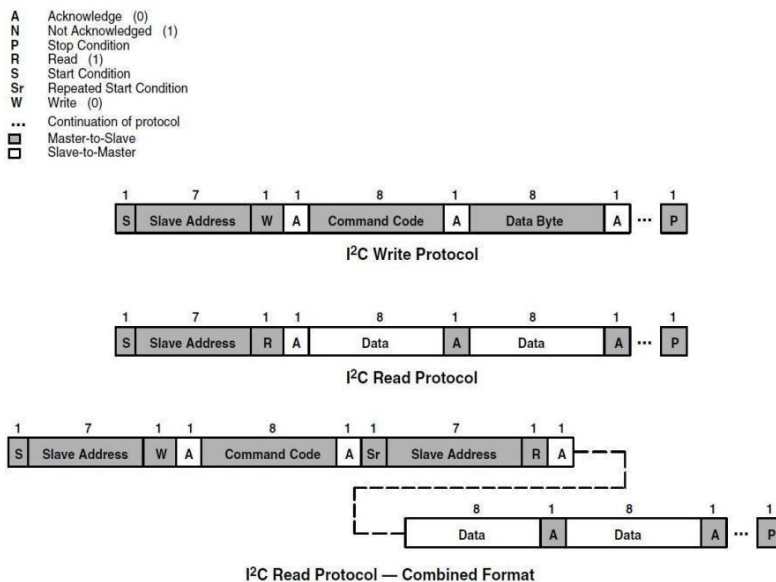 A Acknowledge (0)
N Not Acknowledged (1)
P Stop Condition
R Read (1)
S Start Condition
Sr Repeated Start Condition
W Write (0)
... Continuation of protocol
Master-to-Slave
Slave-to-Master
1 7 1 1 8 1 8 1 1
S Slave Address W A Command Code A Data Byte A ... P
I²C Write Protocol
1 7 1 1 8 1 8 1 1
S Slave Address R A Data A Data A ... P
I²C Read Protocol
1 7 1 1 8 1 1 7 1 1
S Slave Address W A Command Code A Sr Slave Address R A
8 1 8 1 1
Data A Data A ... P
I²C Read Protocol — Combined Format